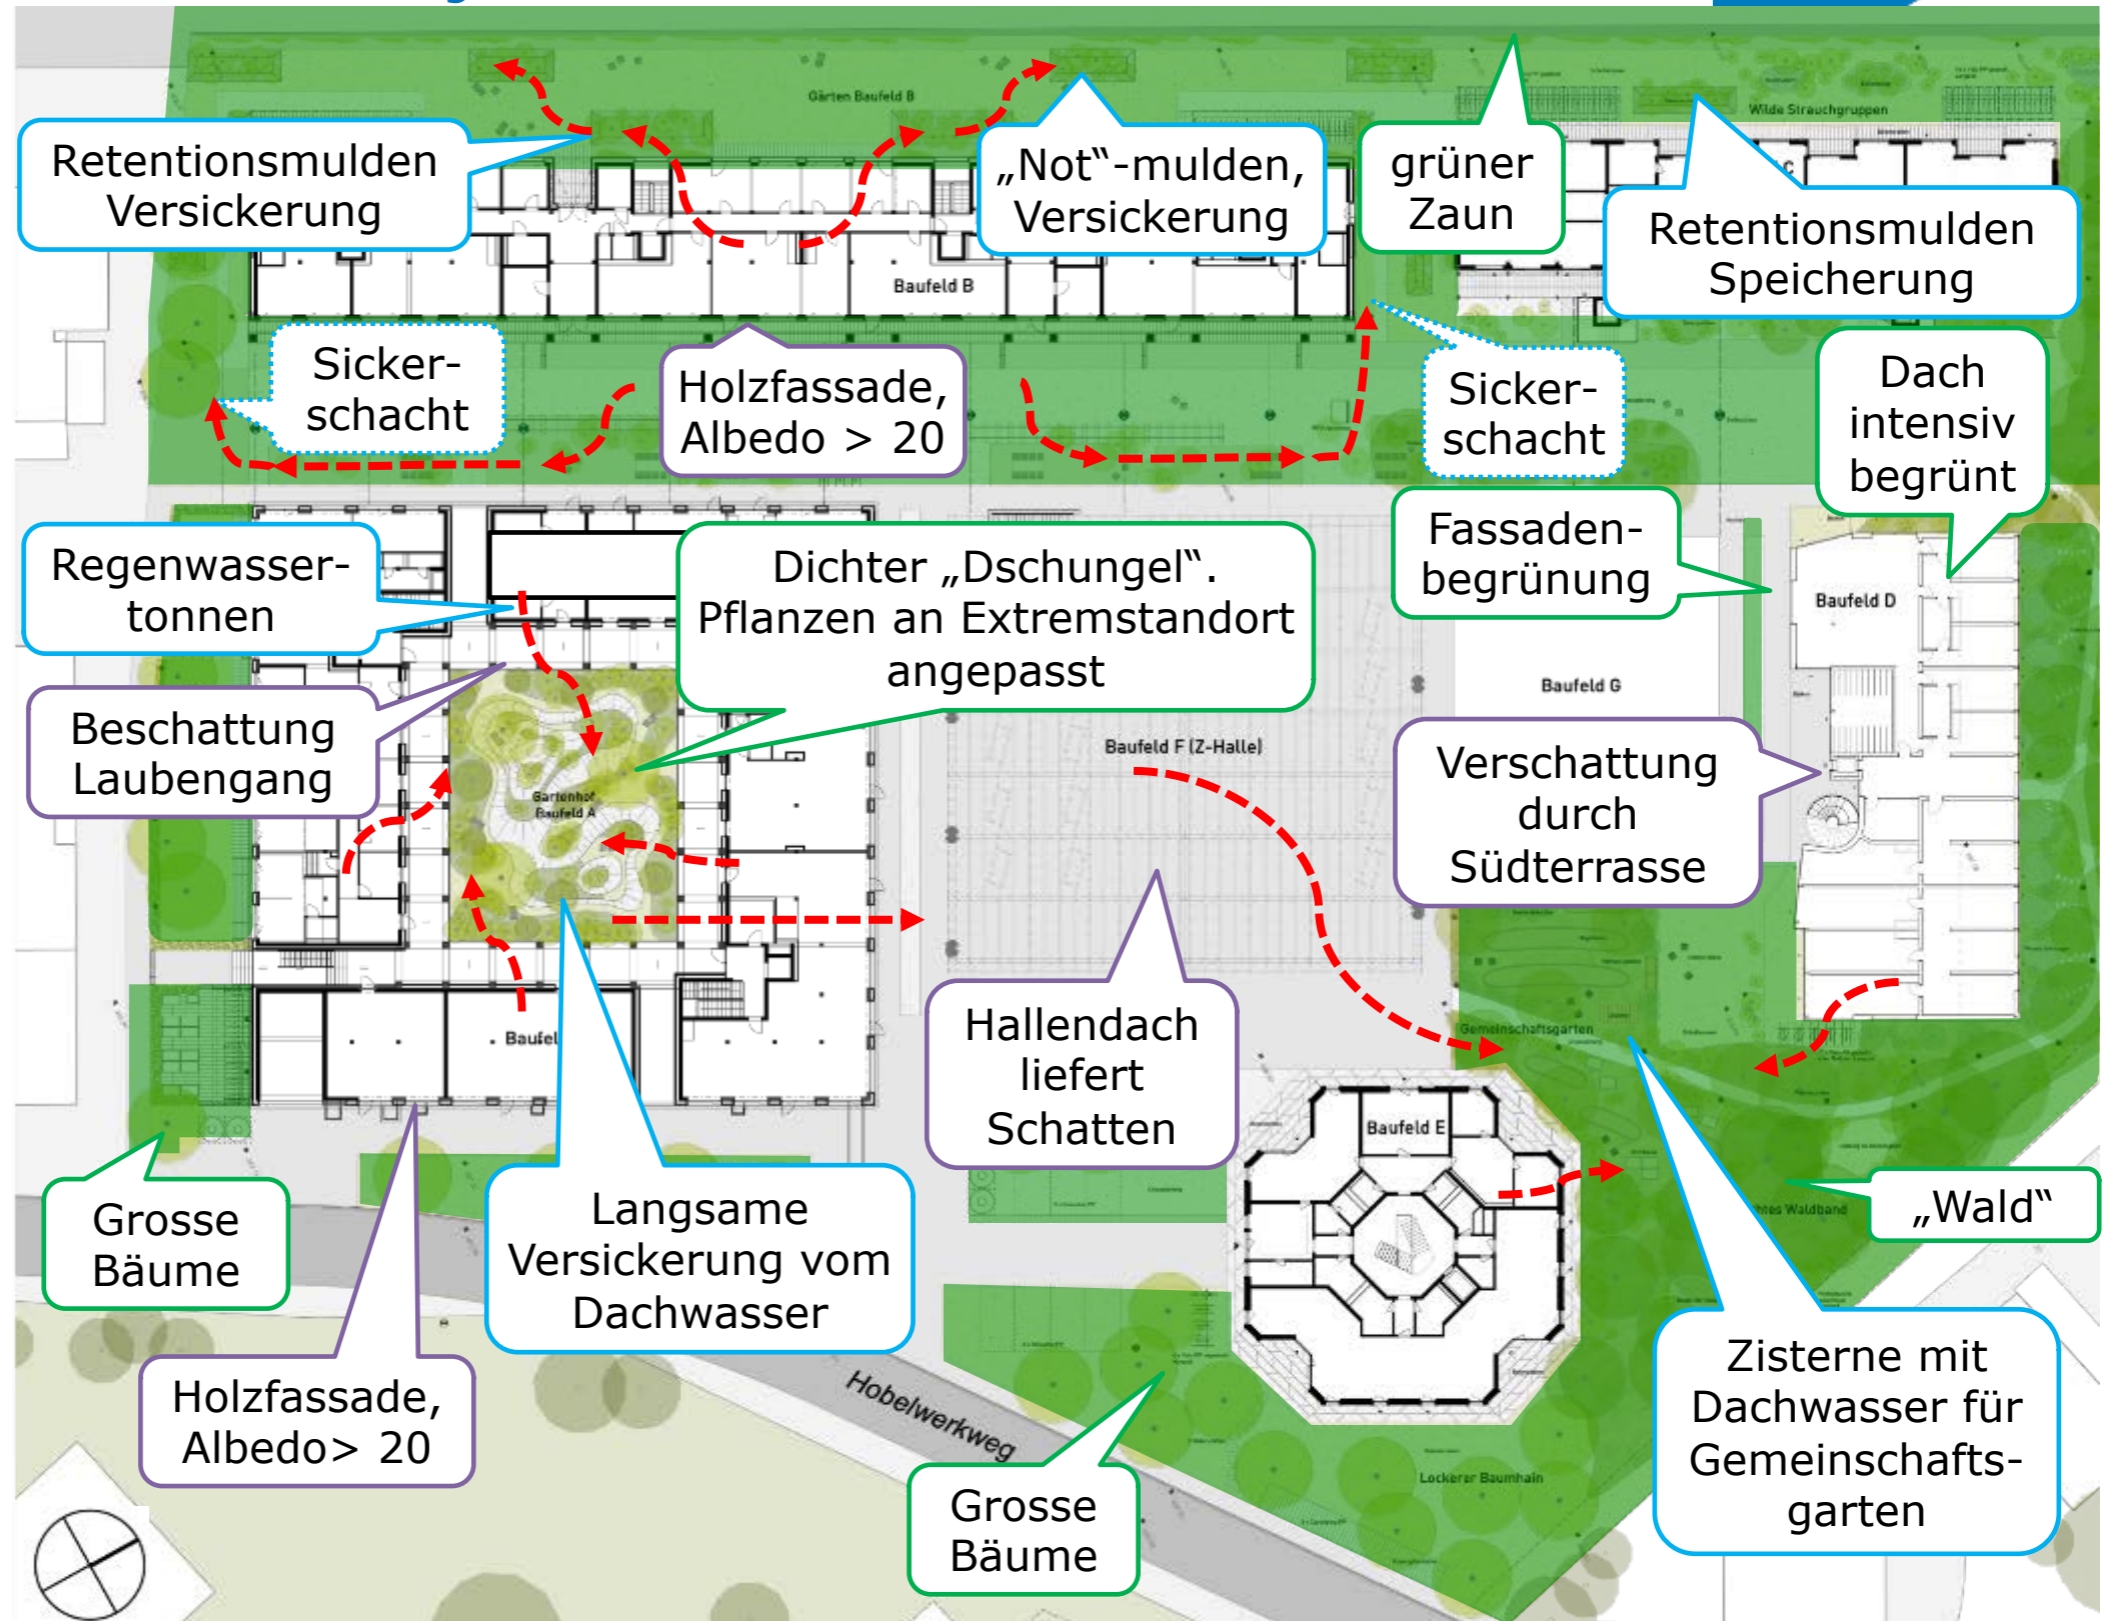 Gärten Baufeld B
Wilde Strauchgruppen
Retentionsmulden
Versickerung
„Not“-mulden,
Versickerung
grüner
Zaun
Retentionsmulden
Speicherung
Baufeld B
Sicker-
schacht
Holzfassade,
Albedo > 20
Sicker-
schacht
Dach
intensiv
begrünt
Regenwasser-
tonnen
Dichter „Dschungel“.
Pflanzen an Extremstandort
angepasst
Fassaden-
begrünung
Baufeld D
Beschattung
Laubengang
Baufeld G
Baufeld F (Z-Halle)
Verschattung
durch
Südterrasse
Gartenhof
Baufeld A
Hallendach
liefert
Schatten
Gemeinschaftsgarten
Baufel
Baufeld E
Grosse
Bäume
Langsame
Versickerung vom
Dachwasser
„Wald“
htes Waldband
Holzfassade,
Albedo> 20
Hobelwerkweg
Zisterne mit
Dachwasser für
Gemeinschafts-
garten
Lockerer Baumhain
Grosse
Bäume